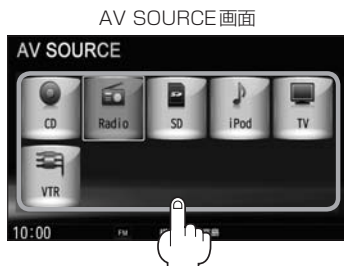 AV SOURCE画面
AV SOURCE
CD
Radio
SD
iPod
TV
VTR
10:00
FM